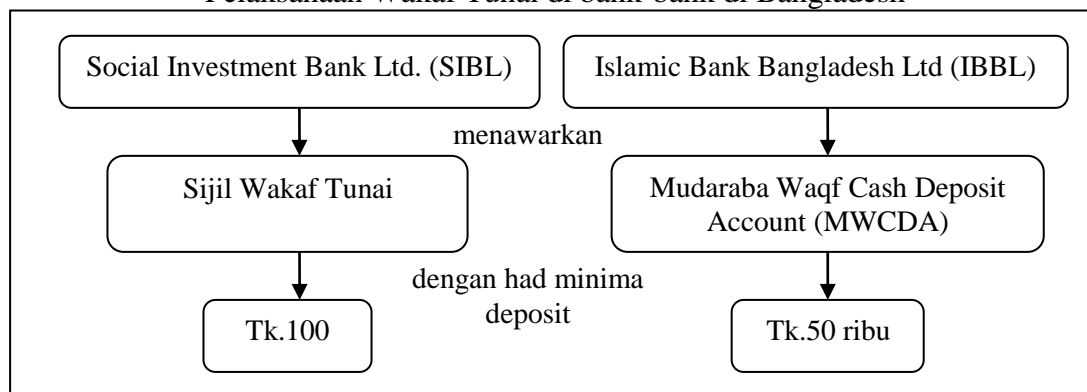 Pelaksanaan Wakaf Tunai di bank-bank di Bangladesh
Social Investment Bank Ltd. (SIBL)
Islamic Bank Bangladesh Ltd (IBBL)
menawarkan
Sijil Wakaf Tunai
Mudaraba Waqf Cash Deposit
Account (MWCDA)
dengan had minima
deposit
Tk.100
Tk.50 ribu